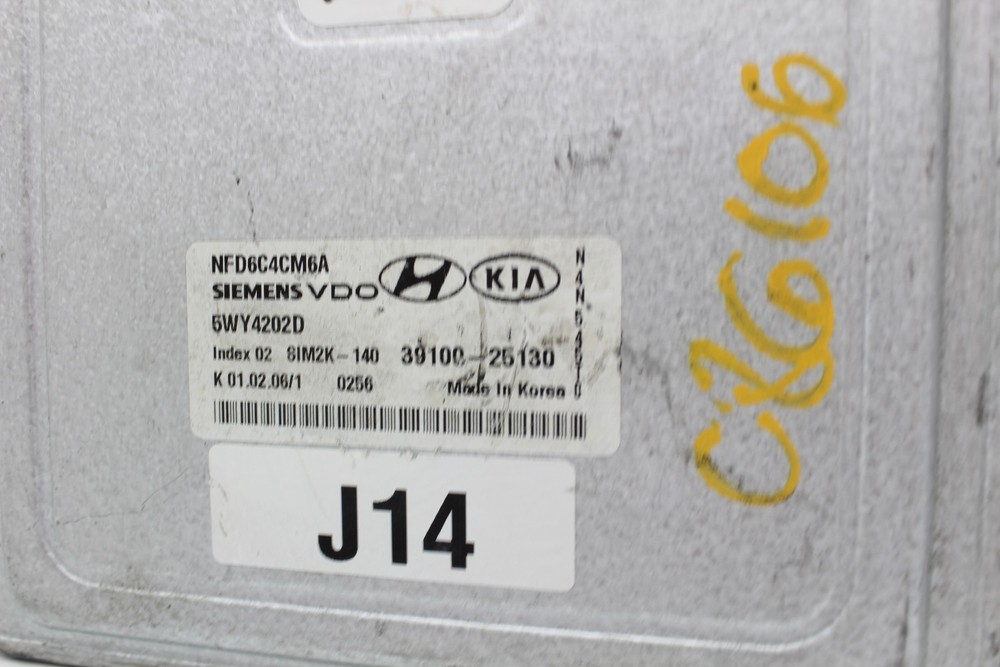 NFD6C4CM6A
SIEMENS VDO
KIA
5WY4202D
Index 02 SIM2K-140 39100-25130
K 01.02.06/1 0256 Made In Korea
J14